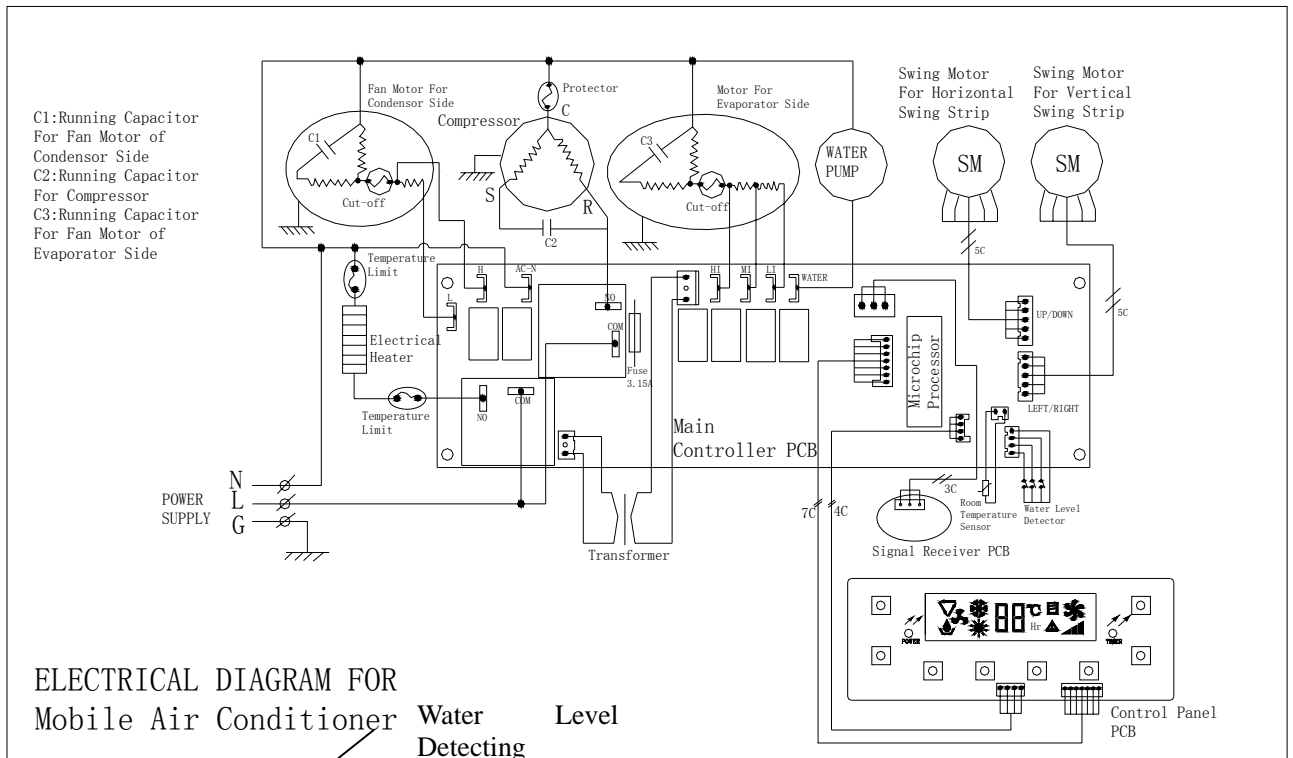 C1:Running Capacitor
For Fan Motor of
Condensor Side
C2:Running Capacitor
For Compressor
C3:Running Capacitor
For Fan Motor of
Evaporator Side
Fan Motor For
Condensor Side
C1
Cut-off
Protector
Compressor
C
S
R
C2
Motor For
Evaporator Side
C3
Cut-off
WATER
PUMP
Swing Motor
For Horizontal
Swing Strip
SM
5C
Swing Motor
For Vertical
Swing Strip
SM
5C
Temperature
Limit
Electrical
Heater
Temperature
Limit
L
H
AC-N
NO
COM
Fuse
3.15A
NO
COM
HI
MI
LI
WATER
Microchip
Processor
UP/DOWN
LEFT/RIGHT
Main
Controller PCB
POWER
SUPPLY
N
L
G
Transformer
7C
4C
3C
Signal Receiver PCB
Room
Temperature
Sensor
Water Level
Detector
POWER
88
℃
Hr
TIMER
Control Panel
PCB
ELECTRICAL DIAGRAM FOR
Mobile Air Conditioner
Water Level
Detecting